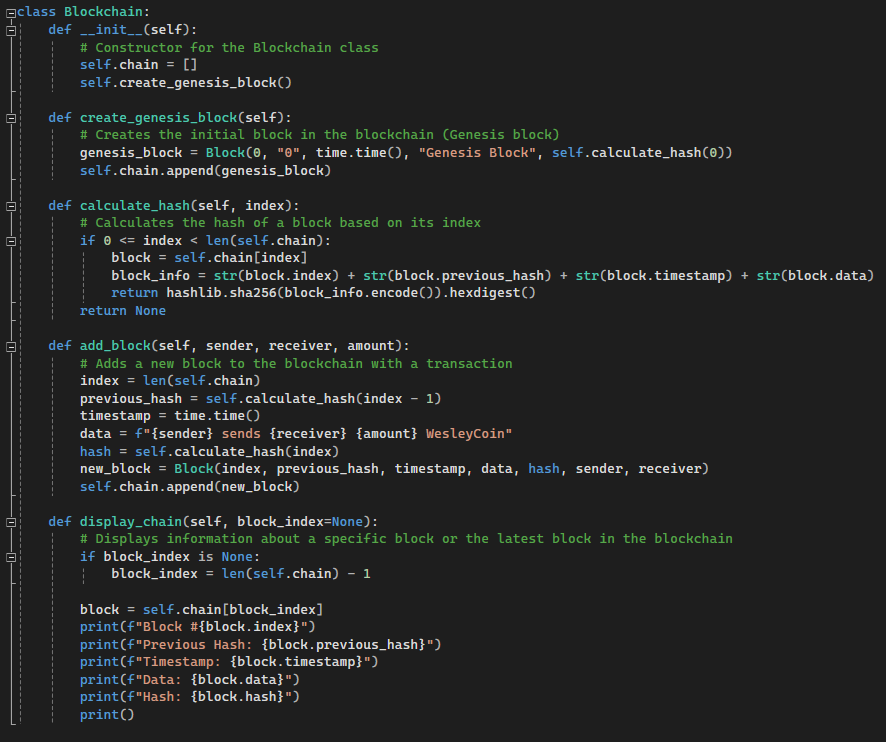 class Blockchain:
    def __init__(self):
        # Constructor for the Blockchain class
        self.chain = []
        self.create_genesis_block()

    def create_genesis_block(self):
        # Creates the initial block in the blockchain (Genesis block)
        genesis_block = Block(0, "0", time.time(), "Genesis Block", self.calculate_hash(0))
        self.chain.append(genesis_block)

    def calculate_hash(self, index):
        # Calculates the hash of a block based on its index
        if 0 <= index < len(self.chain):
            block = self.chain[index]
            block_info = str(block.index) + str(block.previous_hash) + str(block.timestamp) + str(block.data)
            return hashlib.sha256(block_info.encode()).hexdigest()
        return None

    def add_block(self, sender, receiver, amount):
        # Adds a new block to the blockchain with a transaction
        index = len(self.chain)
        previous_hash = self.calculate_hash(index - 1)
        timestamp = time.time()
        data = f"{sender} sends {receiver} {amount} WesleyCoin"
        hash = self.calculate_hash(index)
        new_block = Block(index, previous_hash, timestamp, data, hash, sender, receiver)
        self.chain.append(new_block)

    def display_chain(self, block_index=None):
        # Displays information about a specific block or the latest block in the blockchain
        if block_index is None:
            block_index = len(self.chain) - 1

        block = self.chain[block_index]
        print(f"Block #{block.index}")
        print(f"Previous Hash: {block.previous_hash}")
        print(f"Timestamp: {block.timestamp}")
        print(f"Data: {block.data}")
        print(f"Hash: {block.hash}")
        print()